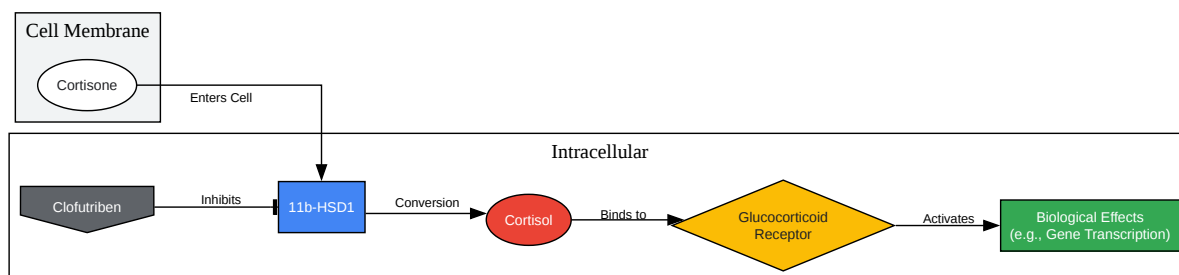 Cell Membrane
Cortisone
Enters Cell
Intracellular
Clofutriben
Inhibits
11b-HSD1
Conversion
Cortisol
Binds to
Glucocorticoid
Receptor
Activates
Biological Effects
(e.g., Gene Transcription)